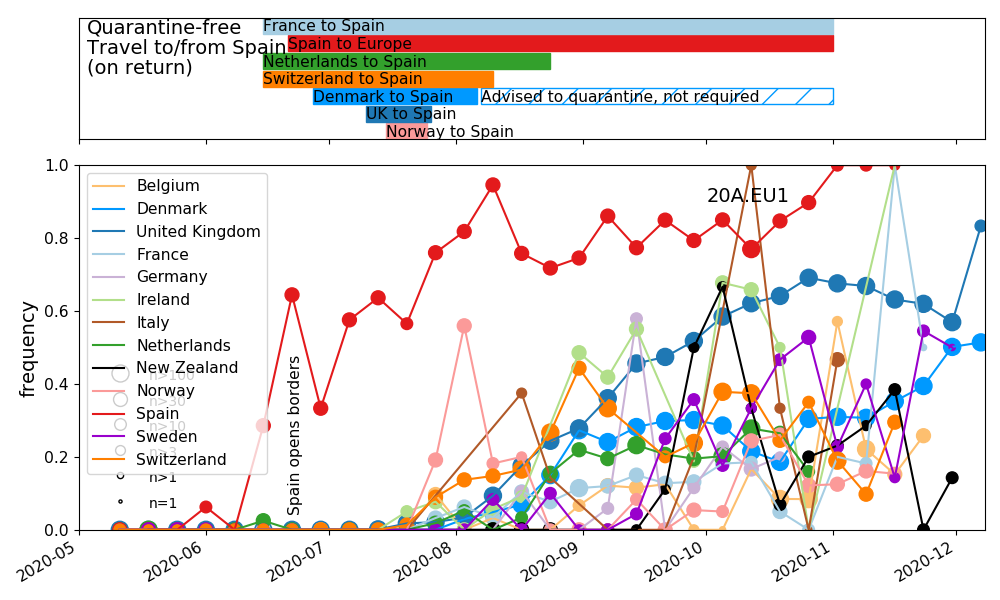 Quarantine-free
Travel to/from Spain
(on return)
France to Spain
Spain to Europe
Netherlands to Spain
Switzerland to Spain
Denmark to Spain
Advised to quarantine, not required
UK to Spain
Norway to Spain
1.0
0.8
0.6
0.4
0.2
0.0
frequency
20A.EU1
Belgium
Denmark
United Kingdom
France
Germany
Ireland
Italy
Netherlands
New Zealand
Norway
Spain
Sweden
Switzerland
n>100
n>30
n>10
n>3
n>1
n=1
Spain opens borders
2020-05
2020-06
2020-07
2020-08
2020-09
2020-10
2020-11
2020-12